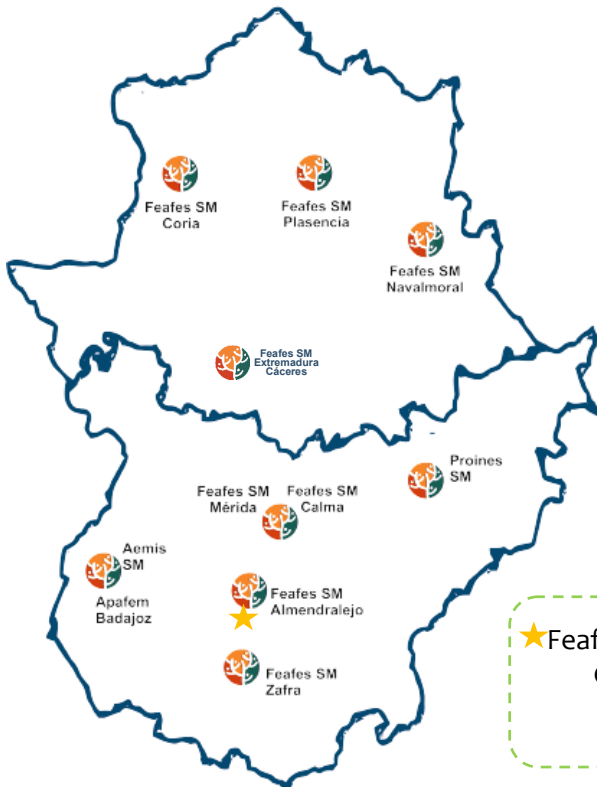 Feafes SM
Coria
Feafes SM
Plasencia
Feafes SM
Navalmoral
Feafes SM
Extremadura
Cáceres
Proines
SM
Feafes SM
Mérida
Feafes SM
Calma
Aemis
SM
Apafem
Badajoz
Feafes SM
Almendralejo
Feafes SM
Zafra